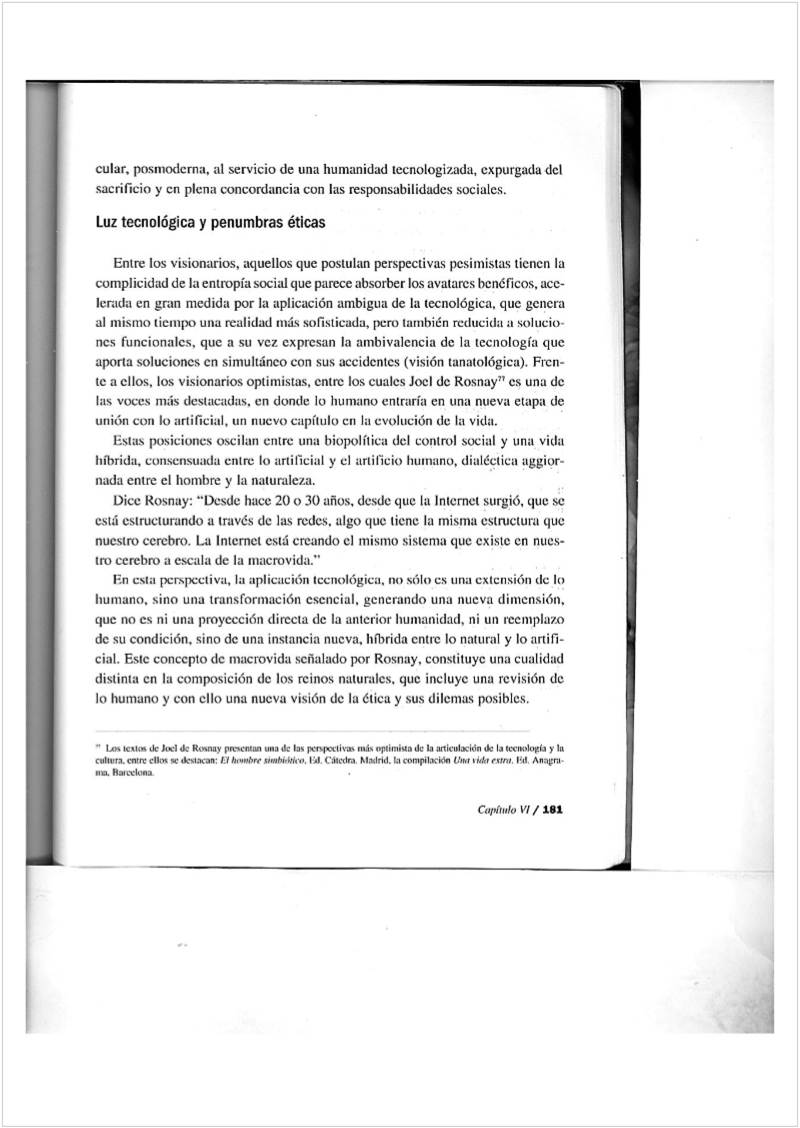 cular, posmoderna, al servicio de una humanidad tecnologizada, expurgada del
sacrificio y en plena concordancia con las responsabilidades sociales.
Luz tecnológica y penumbras éticas
Entre los visionarios, aquellos que postulan perspectivas pesimistas tienen la
complicidad de la entropía social que parece absorber los avatares benéficos, ace-
lerada en gran medida por la aplicación ambigua de la tecnológica, que genera
al mismo tiempo una realidad más sofisticada, pero también reducida a solucio-
nes funcionales, que a su vez expresan la ambivalencia de la tecnología que
aporta soluciones en simultáneo con sus accidentes (visión tanatológica). Fren-
te a ellos, los visionarios optimistas, entre los cuales Joel de Rosnay⁷⁷ es una de
las voces más destacadas, en donde lo humano entraría en una nueva etapa de
unión con lo artificial, un nuevo capítulo en la evolución de la vida.
Estas posiciones oscilan entre una biopolítica del control social y una vida
híbrida, consensuada entre lo artificial y el artificio humano, dialéctica aggior-
nada entre el hombre y la naturaleza.
Dice Rosnay: “Desde hace 20 o 30 años, desde que la Internet surgió, que se
está estructurando a través de las redes, algo que tiene la misma estructura que
nuestro cerebro. La Internet está creando el mismo sistema que existe en nues-
tro cerebro a escala de la macrovida.”
En esta perspectiva, la aplicación tecnológica, no sólo es una extensión de lo
humano, sino una transformación esencial, generando una nueva dimensión,
que no es ni una proyección directa de la anterior humanidad, ni un reemplazo
de su condición, sino de una instancia nueva, híbrida entre lo natural y lo artifi-
cial. Este concepto de macrovida señalado por Rosnay, constituye una cualidad
distinta en la composición de los reinos naturales, que incluye una revisión de
lo humano y con ello una nueva visión de la ética y sus dilemas posibles.
⁷⁷ Los textos de Joel de Rosnay presentan una de las perspectivas más optimista de la articulación de la tecnología y la
cultura, entre ellos se destacan: El hombre simbiótico, Ed. Cátedra. Madrid, la compilación Una vida extra, Ed. Anagra-
ma, Barcelona.
Capítulo VI / 181